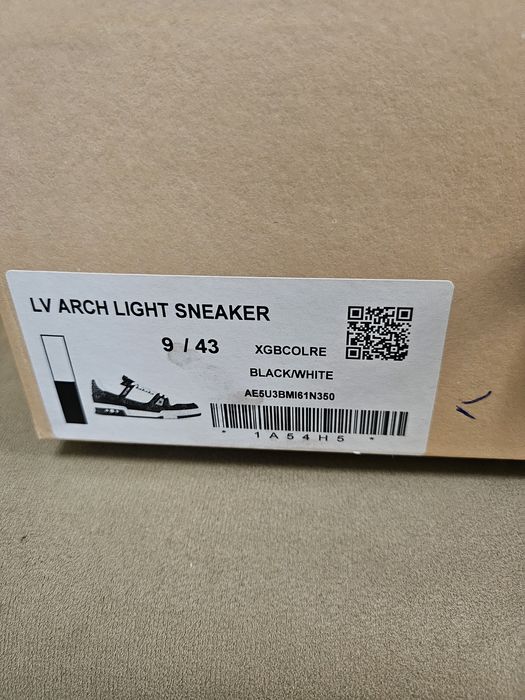 LV ARCH LIGHT SNEAKER
9 / 43
XGBCOLRE
BLACK/WHITE
AE5U3BMI61N350
* 1A54H5 *